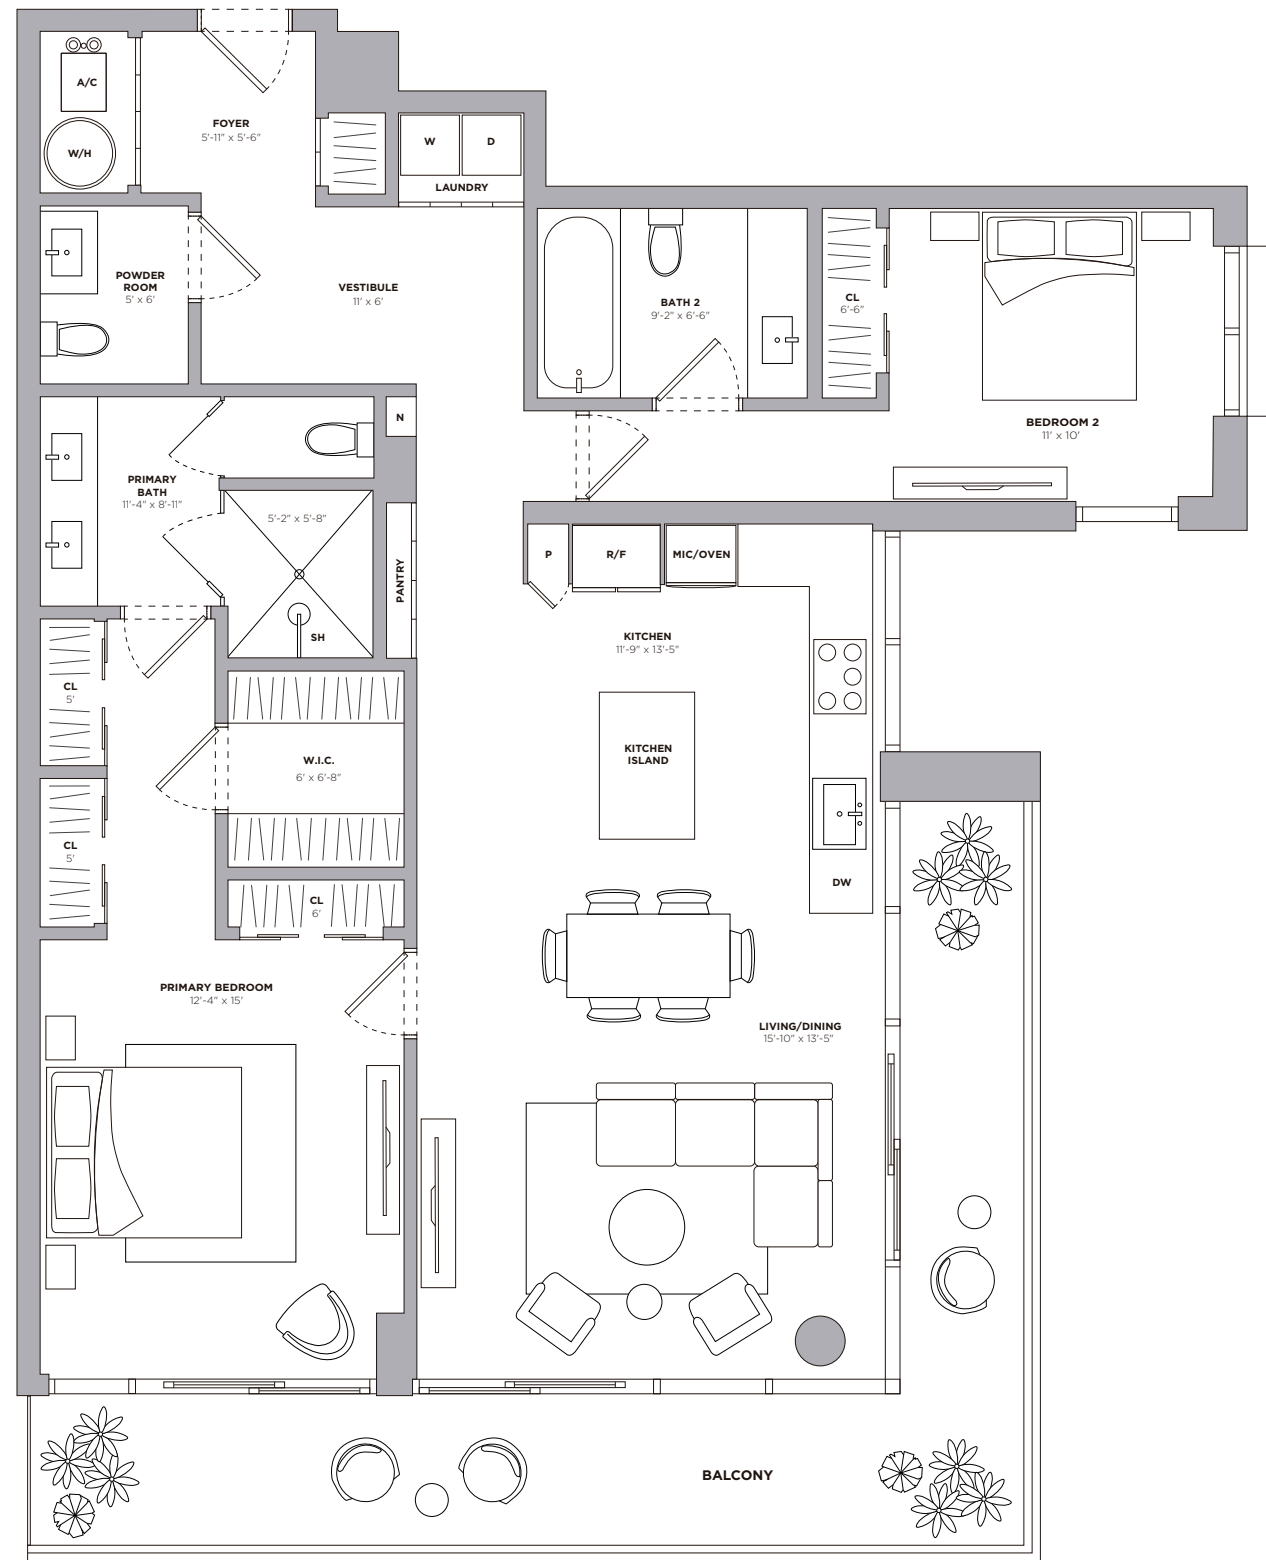 A/C
W/H
FOYER
5'-11" x 5'-6"
W
D
LAUNDRY
POWDER
ROOM
5' x 6'
VESTIBULE
11' x 6'
BATH 2
9'-2" x 6'-6"
CL
6'-6"
BEDROOM 2
11' x 10'
N
PRIMARY
BATH
11'-4" x 8'-11"
5'-2" x 5'-8"
SH
PANTRY
P
R/F
MIC/OVEN
KITCHEN
11'-9" x 13'-5"
CL
5'
W.I.C.
6' x 6'-8"
KITCHEN
ISLAND
CL
5'
DW
CL
6'
PRIMARY BEDROOM
12'-4" x 15'
LIVING/DINING
15'-10" x 13'-5"
BALCONY